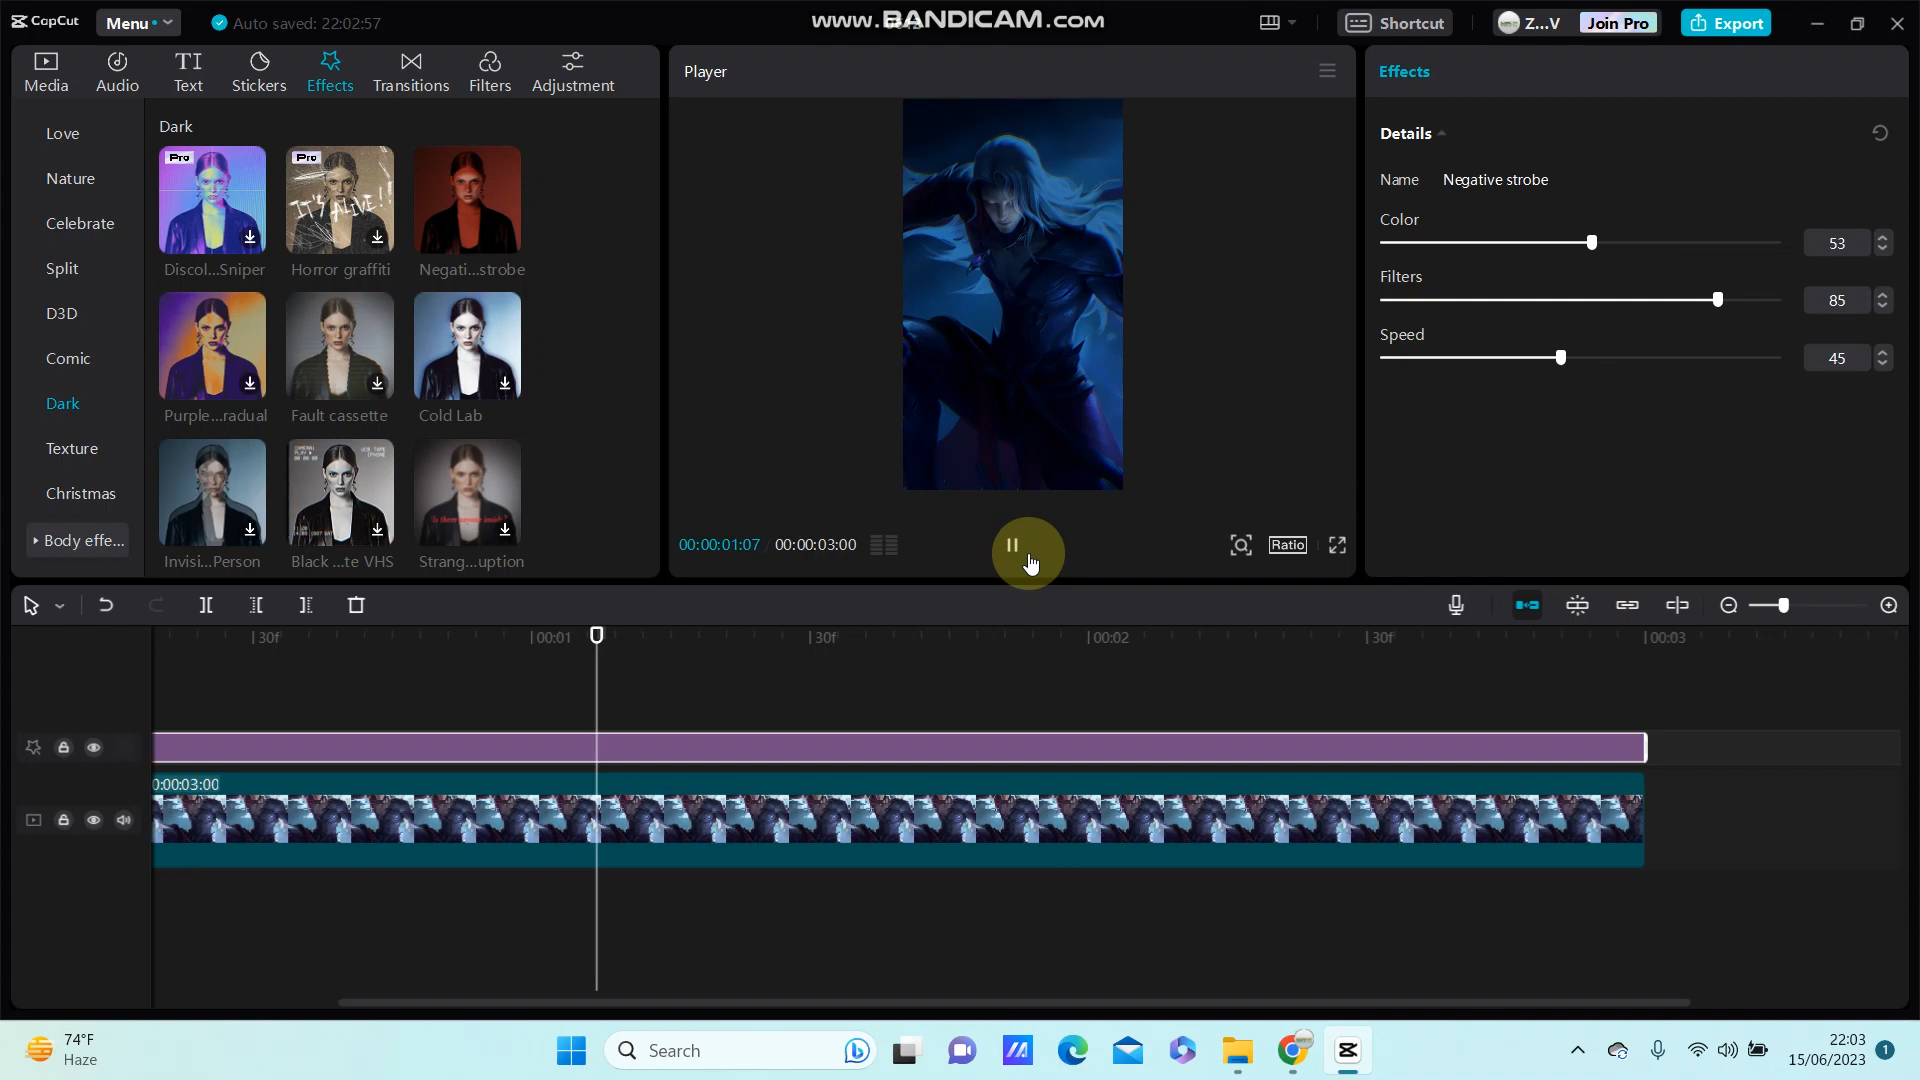 CapCut
Menu
Auto saved: 22:02:57
www.BANDICAM.com
Shortcut
Z...V
Join Pro
Export
Media
Audio
Text
Stickers
Effects
Transitions
Filters
Adjustment
Player
Effects
Love
Nature
Celebrate
Split
D3D
Comic
Dark
Texture
Christmas
Body effe...
Dark
Pro
Pro
IT'S ALIVE!!
Discol...Sniper
Horror graffiti
Negati...strobe
Purple...radual
Fault cassette
Cold Lab
Invisi...Person
Black ...te VHS
Strang...uption
00:00:01:07
00:00:03:00
Ratio
Details
Name
Negative strobe
Color
53
Filters
85
Speed
45
30f
00:01
30f
00:02
30f
00:03
0:00:03:00
74°F
Haze
Search
22:03
15/06/2023
1